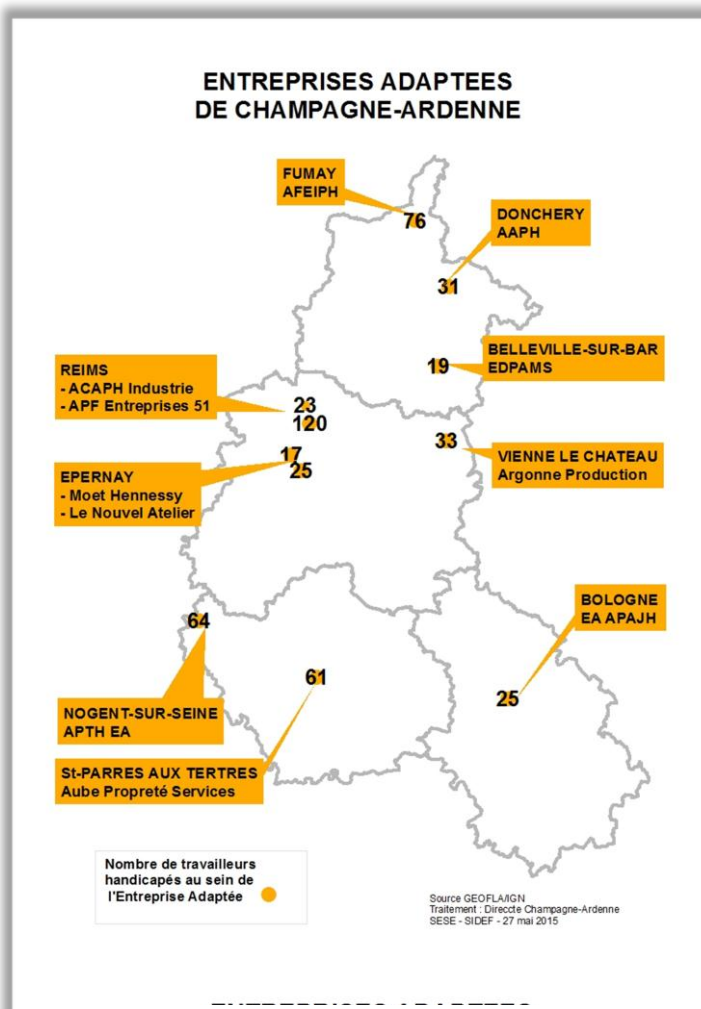 ENTREPRISES ADAPTEES
DE CHAMPAGNE-ARDENNE
FUMAY
AFEIPH
76
DONCHERY
AAPH
31
BELLEVILLE-SUR-BAR
EDPAMS
19
REIMS
- ACAPH Industrie
- APF Entreprises 51
23
120
33
VIENNE LE CHATEAU
Argonne Production
17
25
EPERNAY
- Moet Hennessy
- Le Nouvel Atelier
BOLOGNE
EA APAJH
64
61
25
NOGENT-SUR-SEINE
APTH EA
St-PARRES AUX TERTRES
Aube Propreté Services
Nombre de travailleurs
handicapés au sein de
l'Entreprise Adaptée
Source GEOFLA/IGN
Traitement : Direccte Champagne-Ardenne
SESE - SIDEF - 27 mai 2015
ENTREPRISES ADAPTEES